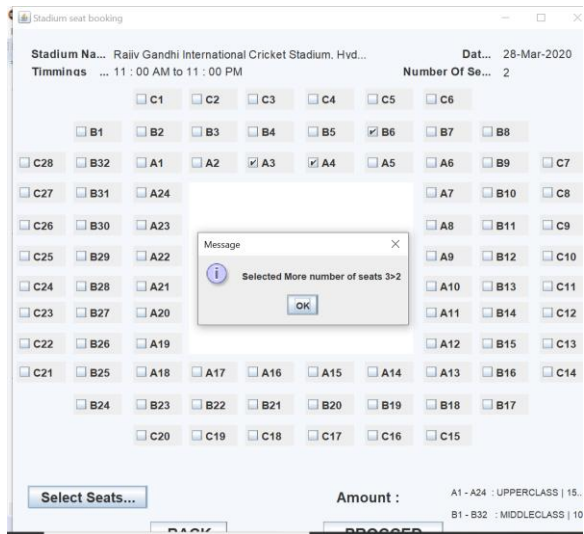 Stadium seat booking
Stadium Na... Rajiv Gandhi International Cricket Stadium, Hyd... Dat... 28-Mar-2020
Timmings ... 11 : 00 AM to 11 : 00 PM Number Of Se... 2
C1 C2 C3 C4 C5 C6
B1 B2 B3 B4 B5 B6 B7 B8
C28 B32 A1 A2 A3 A4 A5 A6 B9 C7
C27 B31 A24 A7 B10 C8
C26 B30 A23 A8 B11 C9
Message
C25 B29 A22 A9 B12 C10
Selected More number of seats 3>2
C24 B28 A21 A10 B13 C11
OK
C23 B27 A20 A11 B14 C12
C22 B26 A19 A12 B15 C13
C21 B25 A18 A17 A16 A15 A14 A13 B16 C14
B24 B23 B22 B21 B20 B19 B18 B17
C20 C19 C18 C17 C16 C15
Select Seats... Amount : A1 - A24 : UPPERCLASS | 15..
B1 - B32 : MIDDLECLASS | 10
BACK PROCCED